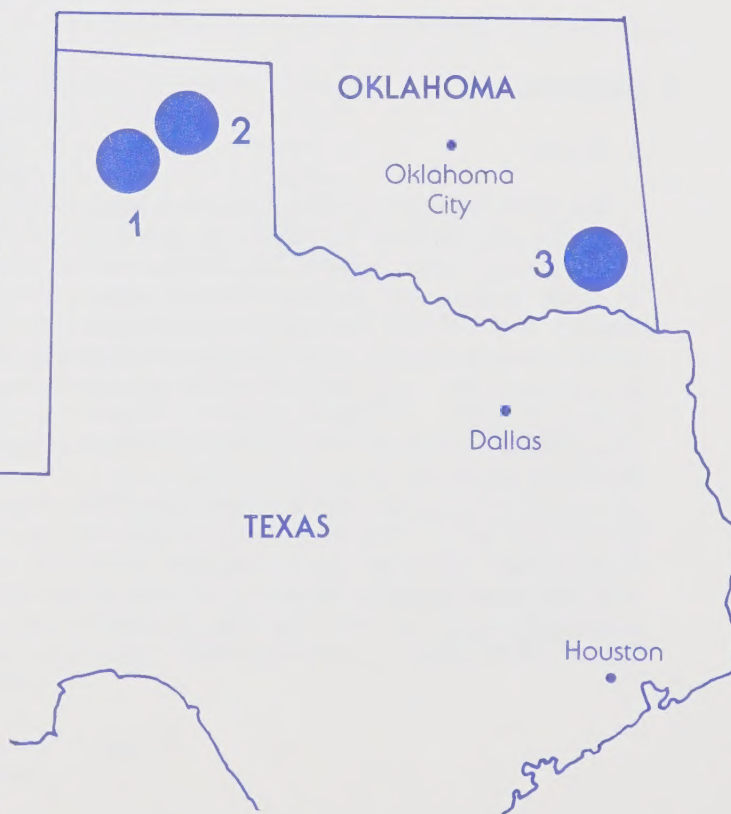 OKLAHOMA
2
Oklahoma
City
1
3
Dallas
TEXAS
Houston